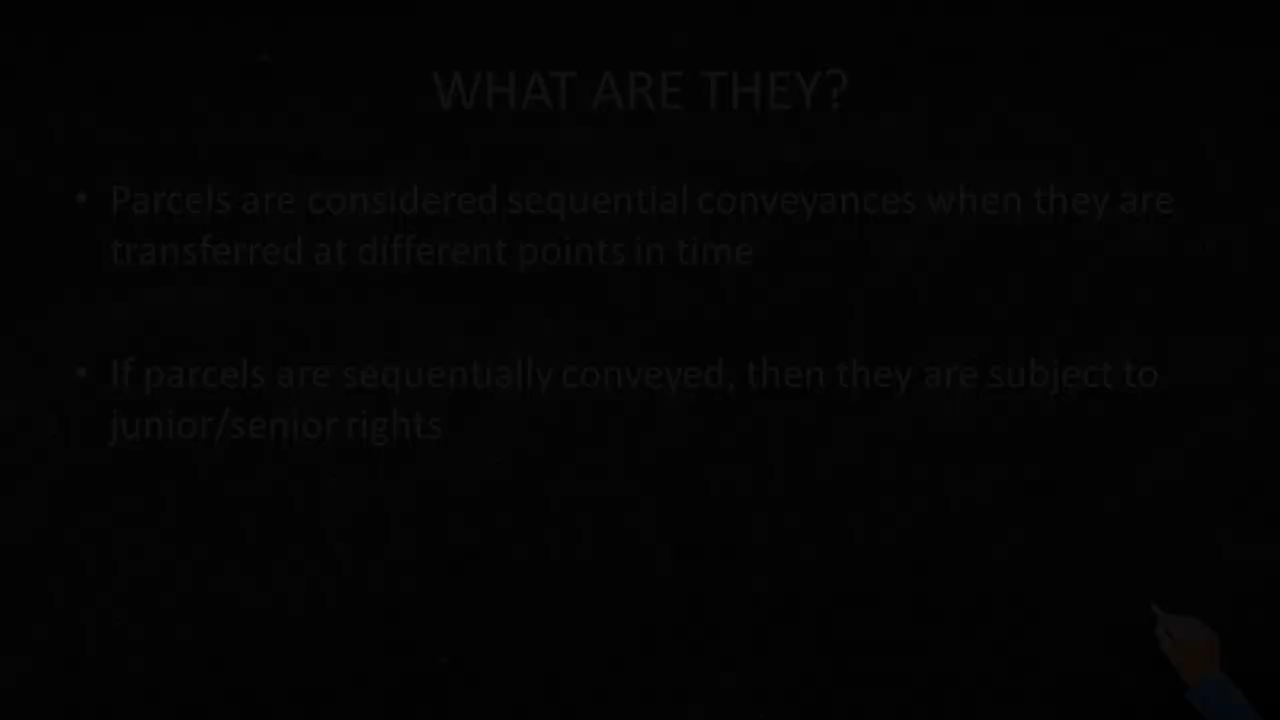 WHAT ARE THEY?
• Parcels are considered sequential conveyances when they are
transferred at different points in time
• If parcels are sequentially conveyed, then they are subject to
junior/senior rights